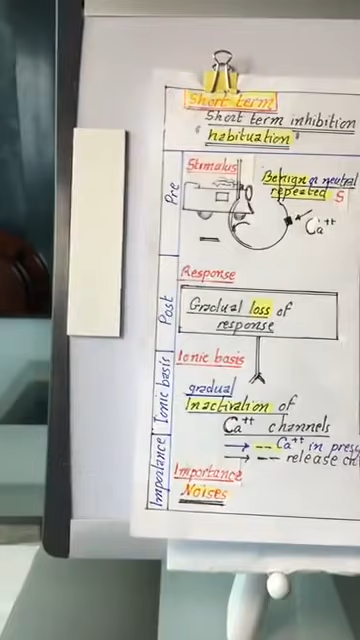 Short term
Short term inhibition
"habituation"
Pre
Stimulus
Benign or neutral
repeated S
Ca++
Post
Response
Gradual loss of
response
Ionic basis
Ionic basis
gradual
Inactivation of
Ca++ channels
→ -- Ca++ in
→ -- release
Importance
Importance
Noises